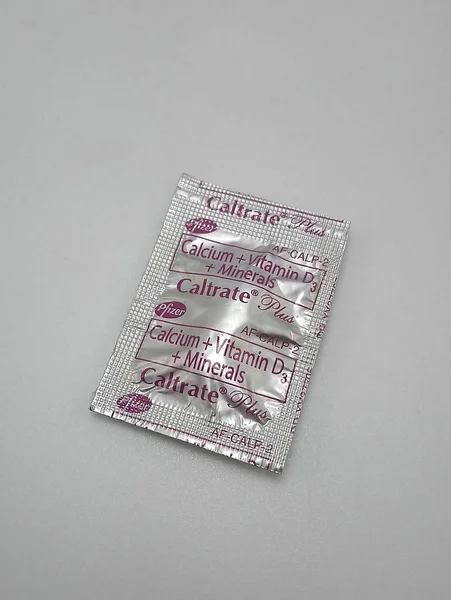 Caltrate® Plus
Pfizer
AF-CALP-2
Calcium + Vitamin D3
+ Minerals
Caltrate® Plus
Pfizer
AF-CALP-2
Calcium + Vitamin D3
+ Minerals
Caltrate® Plus
Pfizer
AF-CALP-2